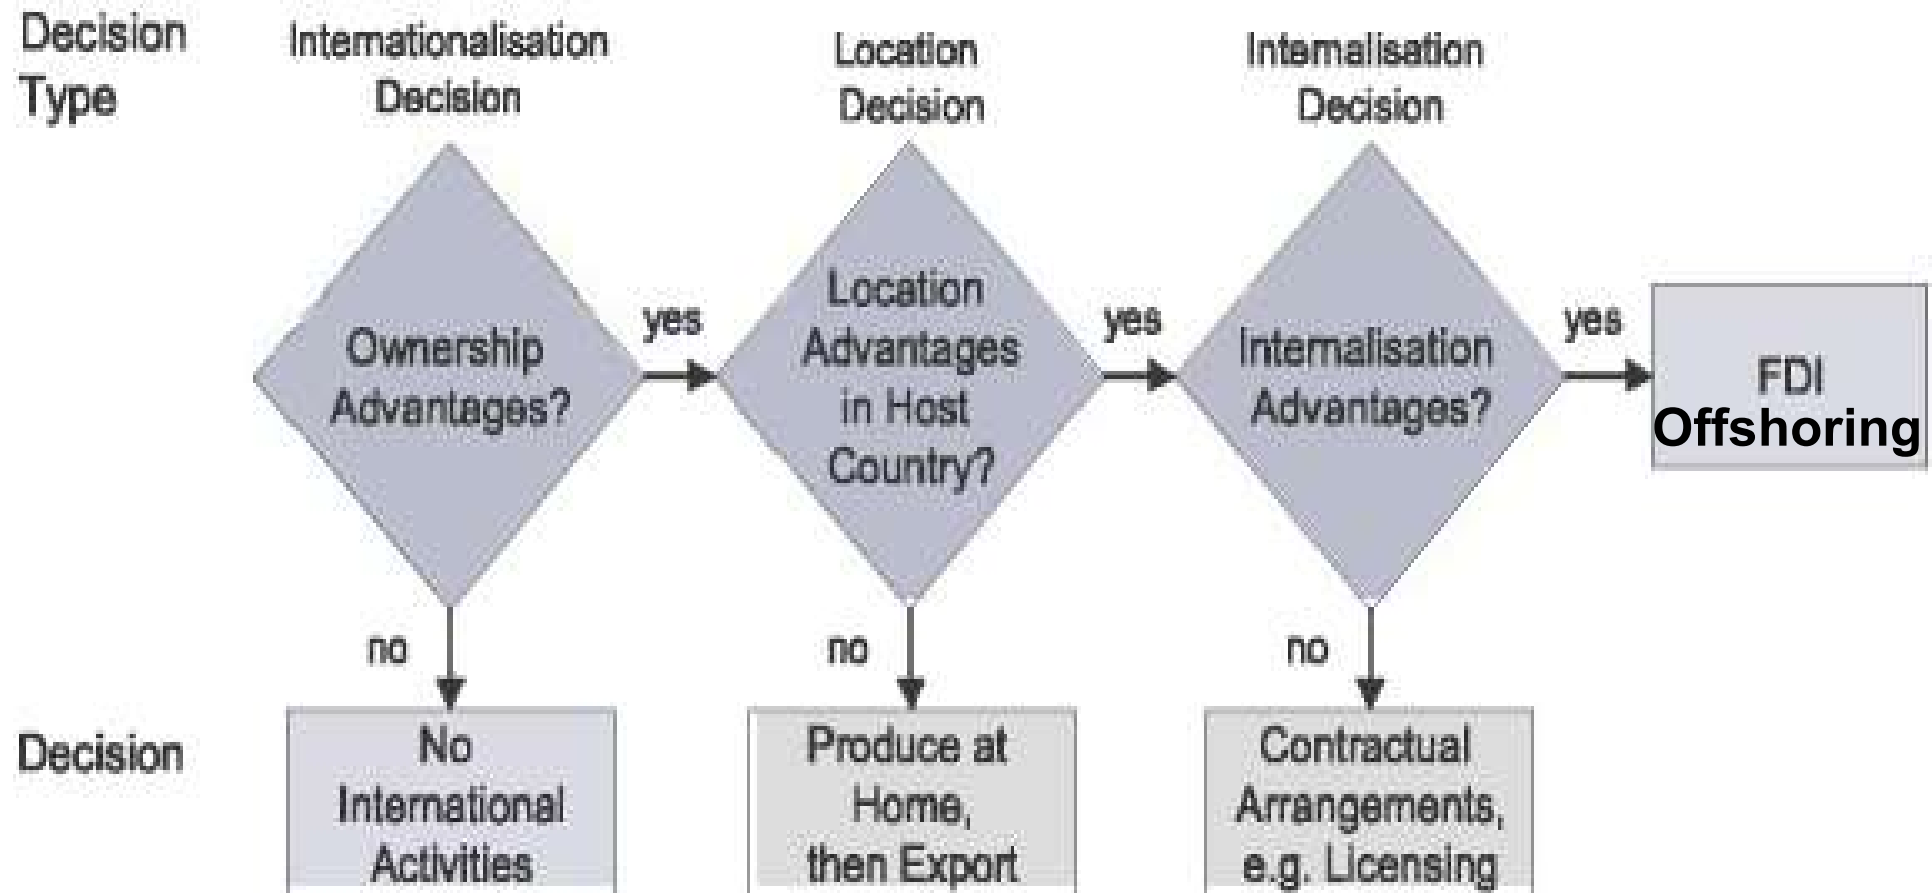 Decision
Type
Internationalisation
Decision
Location
Decision
Internalisation
Decision
Ownership
Advantages?
yes
Location
Advantages
in Host
Country?
yes
Internalisation
Advantages?
yes
FDI
Offshoring
no
no
no
Decision
No
International
Activities
Produce at
Home,
then Export
Contractual
Arrangements,
e.g. Licensing